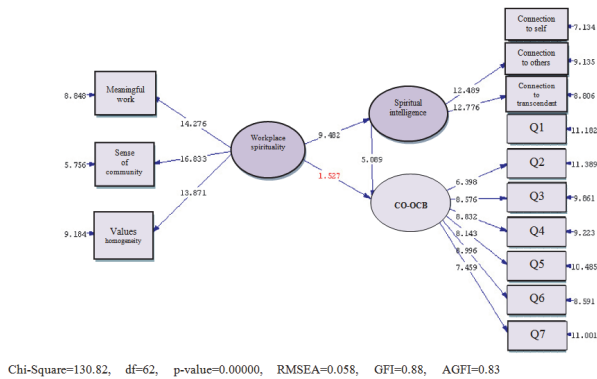 Connection
to self
7.134
Connection
to others
9.135
Connection
to transcendent
8.806
Meaningful
work
8.848
14.276
Workplace
spirituality
9.482
Spiritual
intelligence
12.489
12.776
Q1
11.182
Sense
of
community
5.756
16.033
1.527
5.089
CO-OCB
6.398
Q2
11.389
8.576
Q3
9.861
Values
homogeneity
9.184
13.871
8.832
Q4
9.223
8.143
Q5
10.485
8.996
Q6
8.591
7.459
Q7
11.001
Chi-Square=130.82, df=62, p-value=0.00000, RMSEA=0.058, GFI=0.88, AGFI=0.83